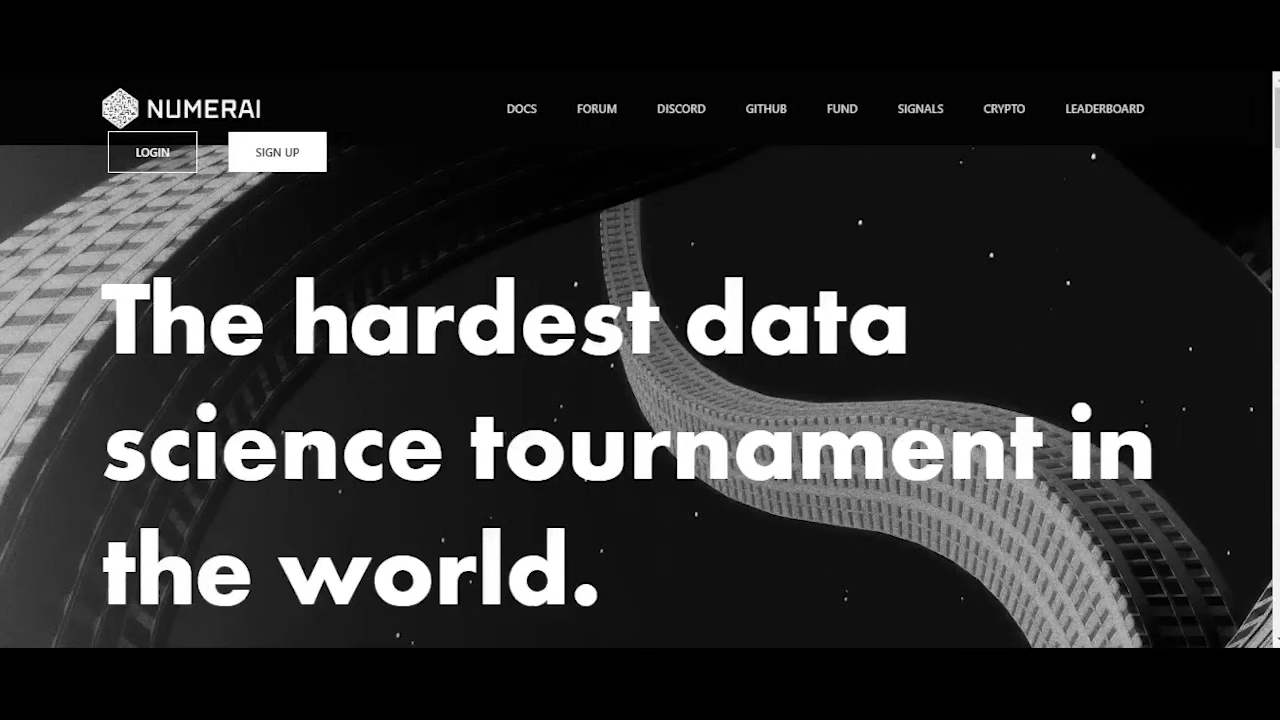 NUMERAI
DOCS FORUM DISCORD GITHUB FUND SIGNALS CRYPTO LEADERBOARD
LOGIN SIGN UP
The hardest data
science tournament in
the world.